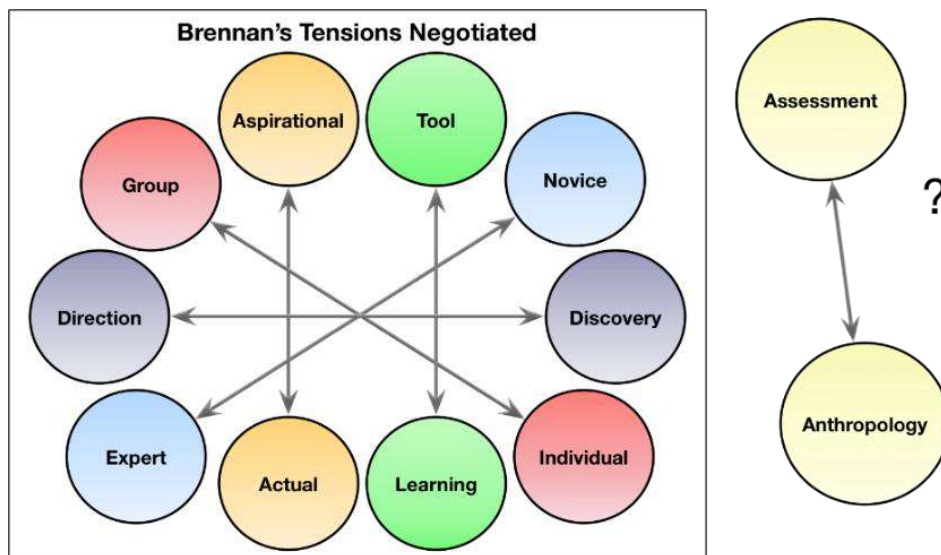 Brennan's Tensions Negotiated
Aspirational
Tool
Group
Novice
Direction
Discovery
Expert
Individual
Actual
Learning
Assessment
?
Anthropology